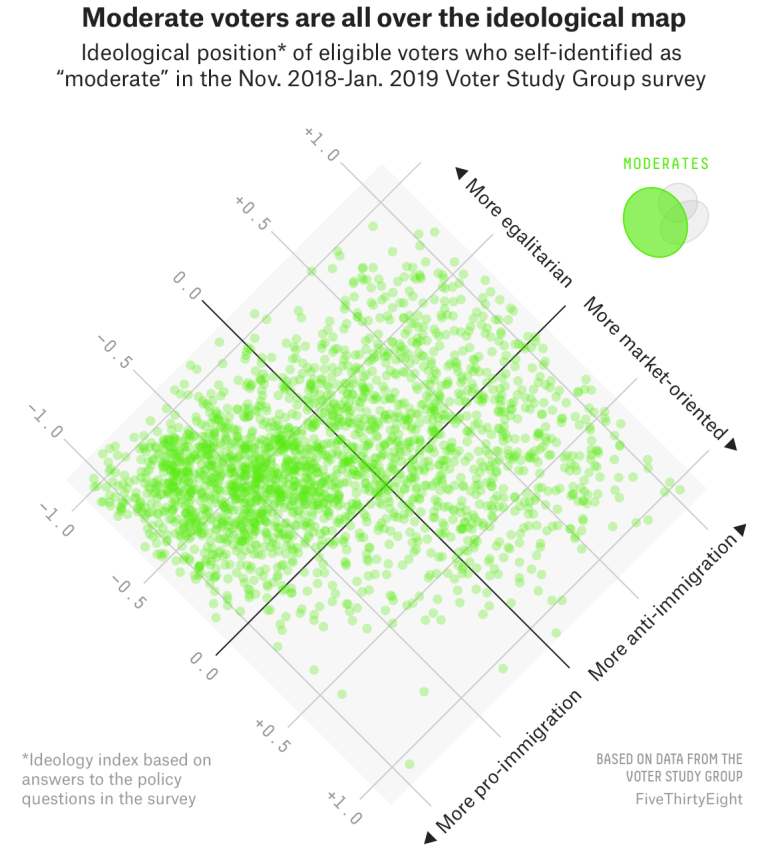 Moderate voters are all over the ideological map
Ideological position* of eligible voters who self-identified as
“moderate” in the Nov. 2018-Jan. 2019 Voter Study Group survey
MODERATES
More egalitarian
More market-oriented
+1.0
+0.5
0.0
−0.5
−1.0
−1.0
−0.5
0.0
+0.5
+1.0
More anti-immigration
More pro-immigration
*Ideology index based on
answers to the policy
questions in the survey
BASED ON DATA FROM THE
VOTER STUDY GROUP
FiveThirtyEight